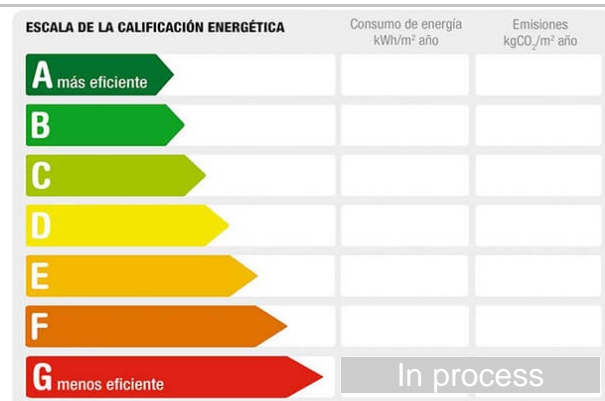 ESCALA DE LA CALIFICACIÓN ENERGÉTICA
Consumo de energía
kWh/m² año
Emisiones
kgCO₂/m² año
A más eficiente
B
C
D
E
F
G menos eficiente
In process